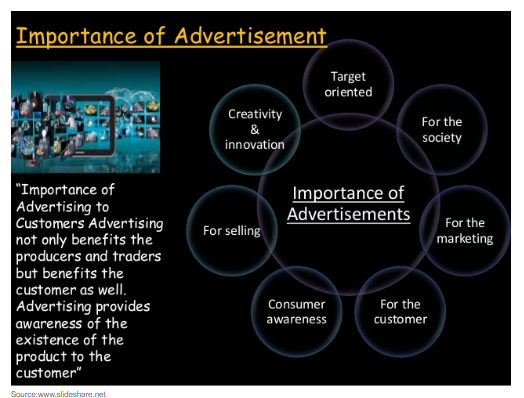 Importance of Advertisement
“Importance of
Advertising to
Customers Advertising
not only benefits the
producers and traders
but benefits the
customer as well.
Advertising provides
awareness of the
existence of the
product to the
customer”
Importance of
Advertisements
Target
oriented
For the
society
For the
marketing
For the
customer
Consumer
awareness
For selling
Creativity
&
innovation
Source:www.slideshare.net